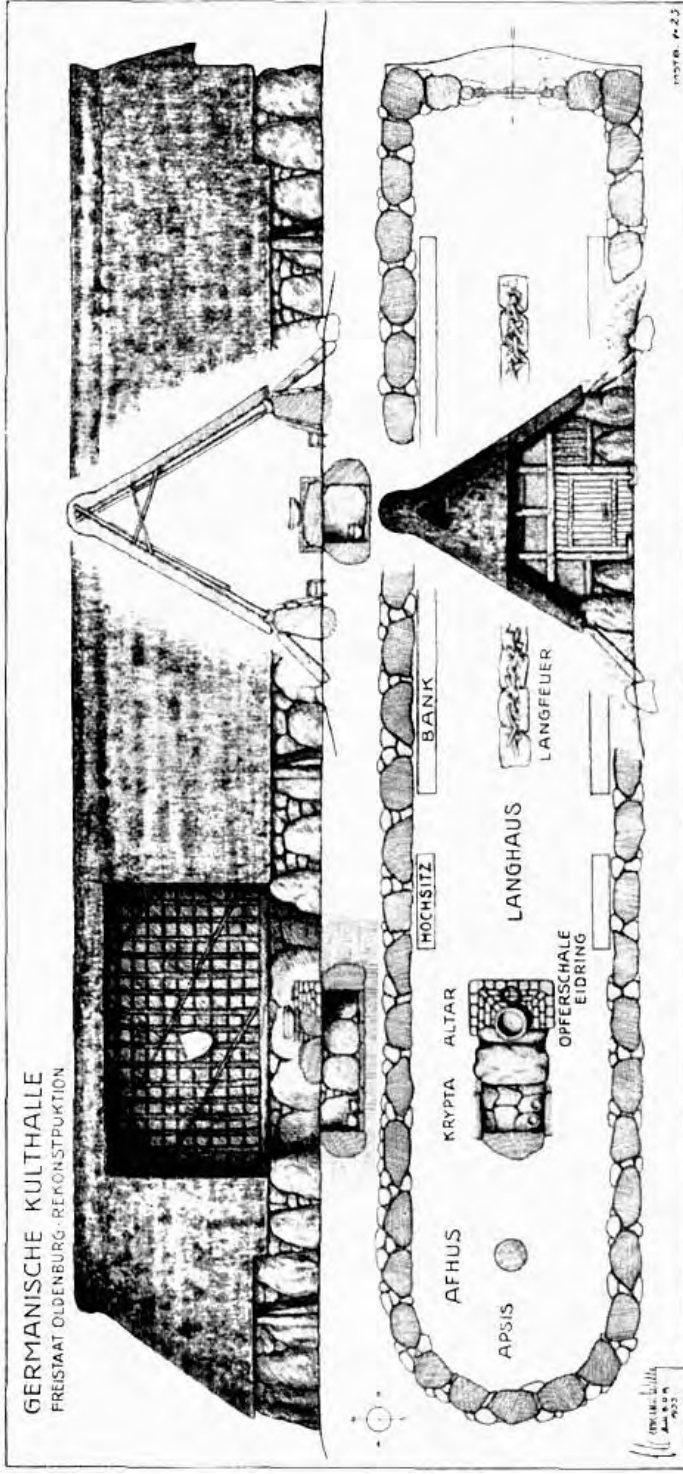 GERMANISCHE KULTHALLE
FREISTAAT OLDENBURG · REKONSTRUKTION
HOCHSITZ
BANK
AFHUS
KRYPTA
ALTAR
LANGHAUS
LANGFEUER
APSIS
OPFERSCHALE
EIDRING